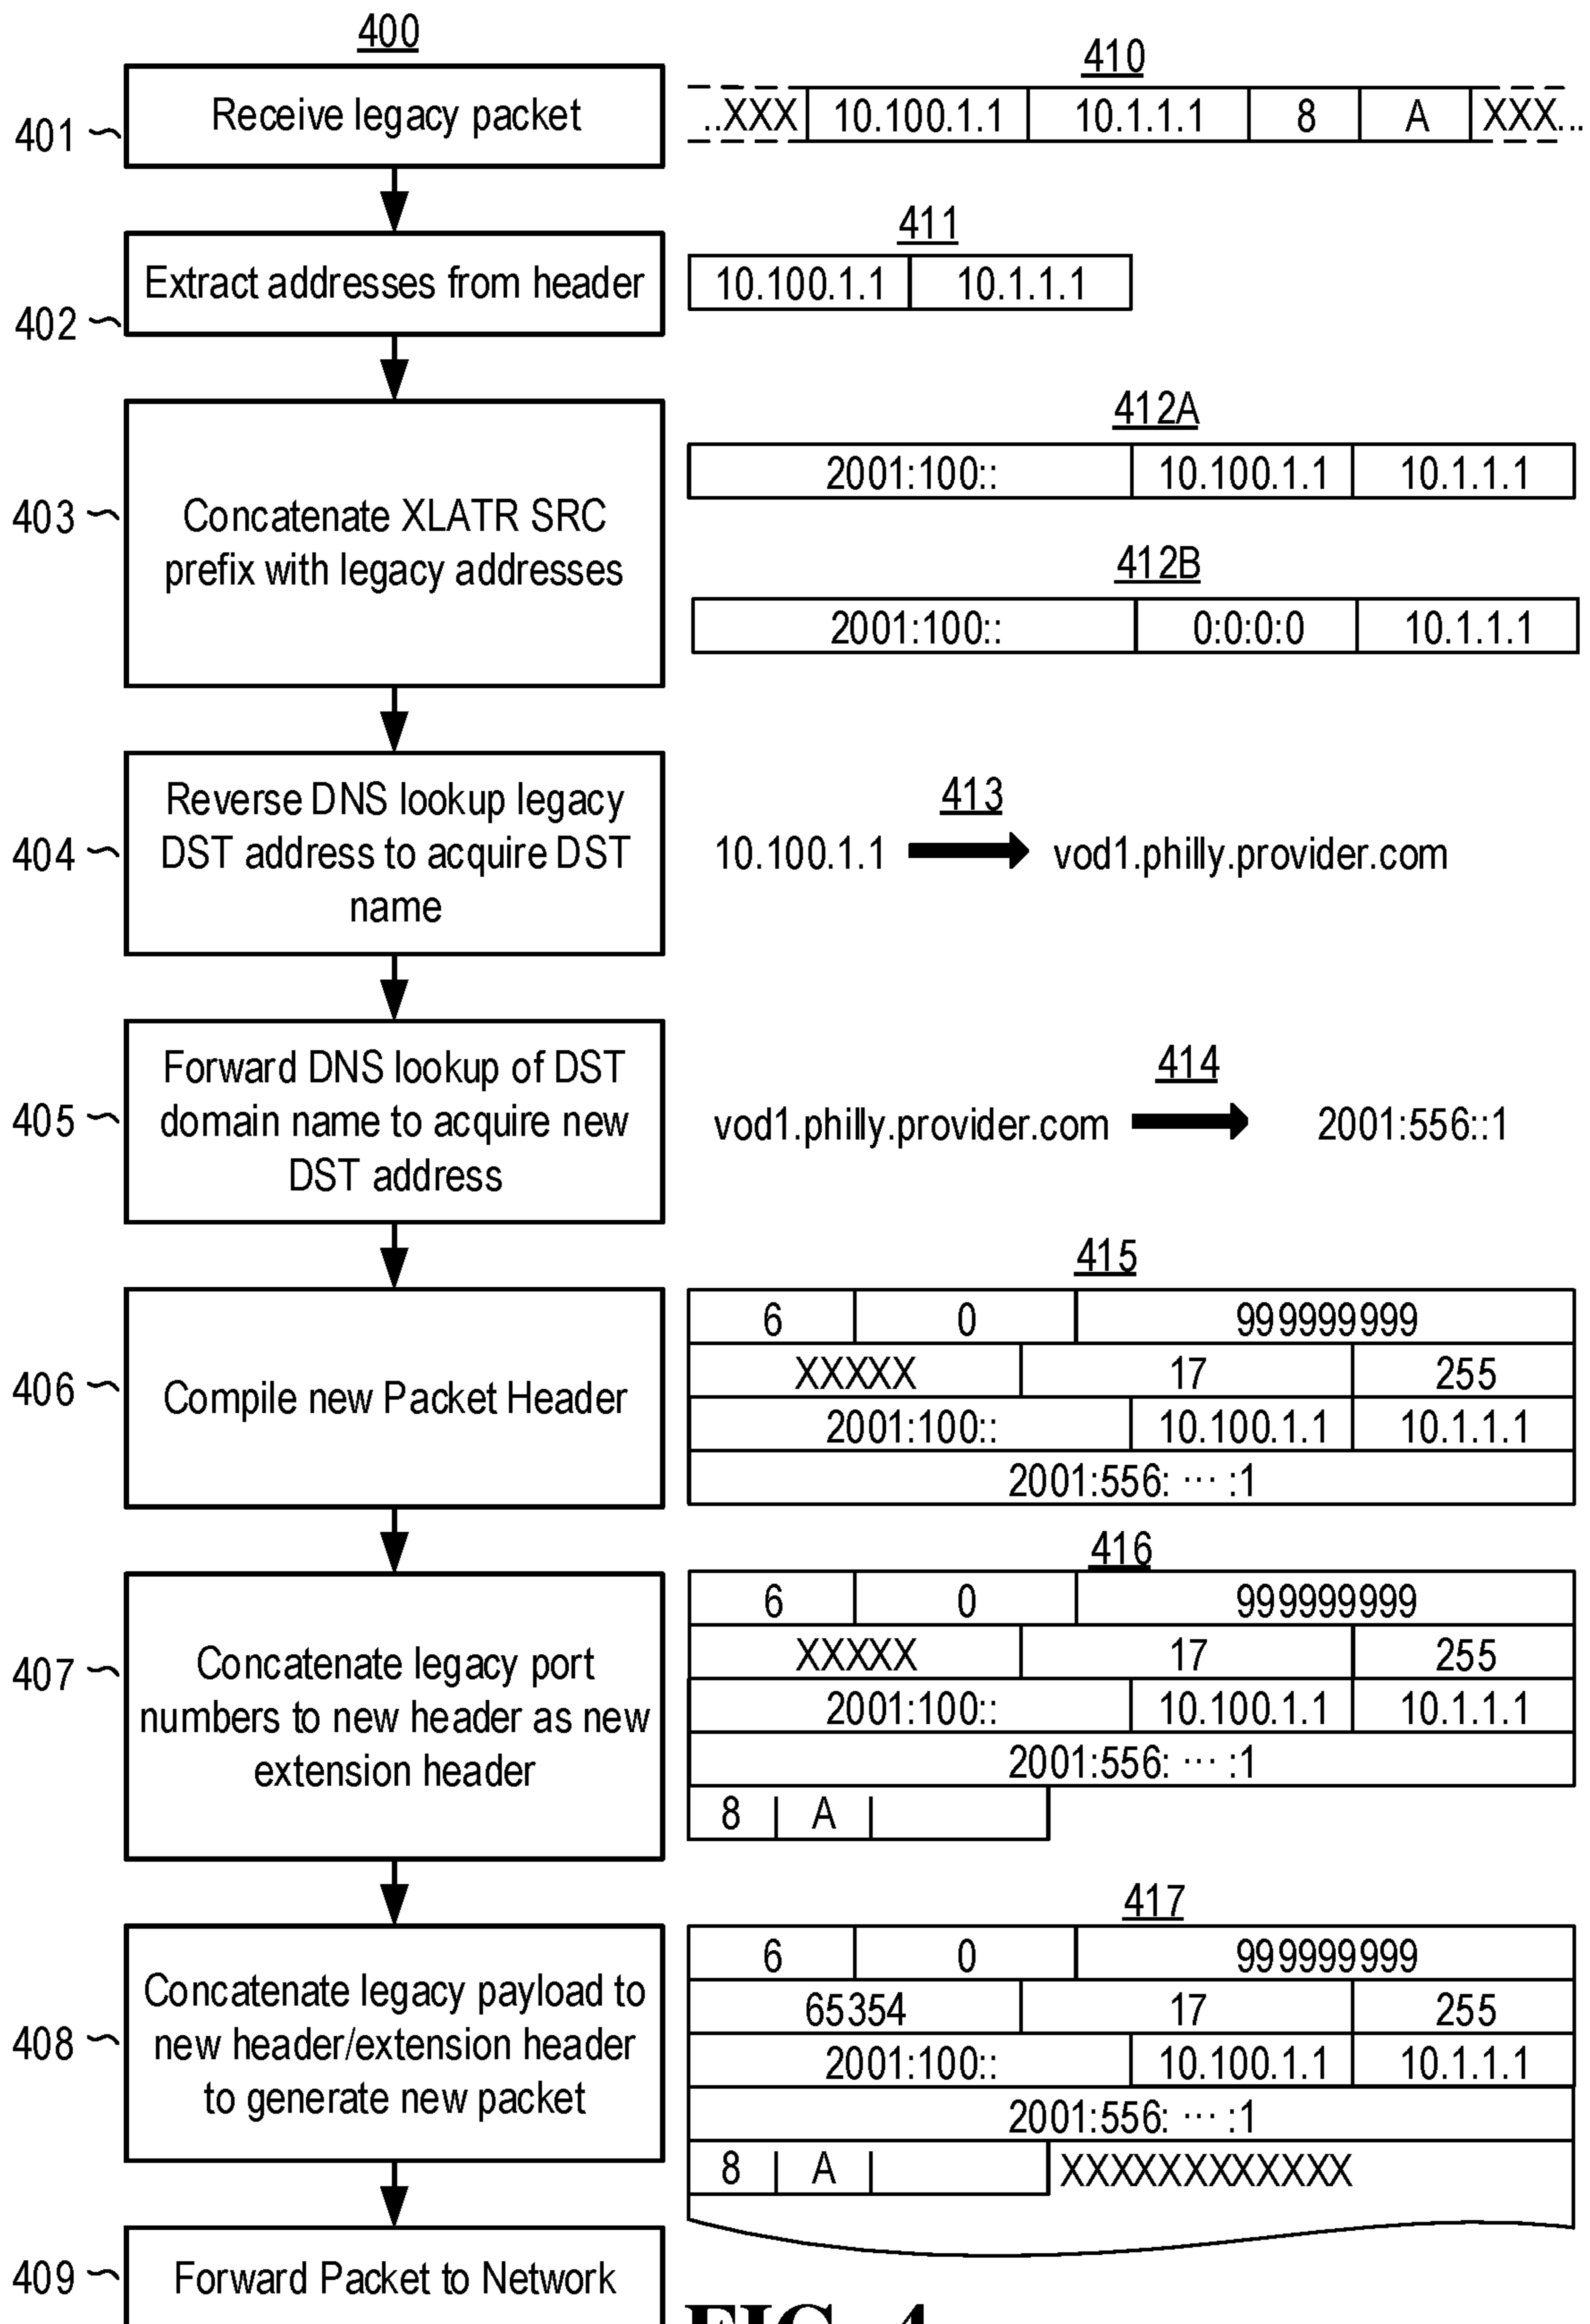 400
410
401
Receive legacy packet
..XXX 10.100.1.1 10.1.1.1 8 A XXX...
411
402
Extract addresses from header
10.100.1.1 10.1.1.1
412A
2001:100:: 10.100.1.1 10.1.1.1
403
Concatenate XLATR SRC
prefix with legacy addresses
412B
2001:100:: 0:0:0:0 10.1.1.1
404
Reverse DNS lookup legacy
DST address to acquire DST
name
413
10.100.1.1 vod1.philly.provider.com
405
Forward DNS lookup of DST
domain name to acquire new
DST address
414
vod1.philly.provider.com 2001:556::1
415
406
Compile new Packet Header
6 0 999999999
XXXXX 17 255
2001:100:: 10.100.1.1 10.1.1.1
2001:556: ··· :1
416
407
Concatenate legacy port
numbers to new header as new
extension header
6 0 999999999
XXXXX 17 255
2001:100:: 10.100.1.1 10.1.1.1
2001:556: ··· :1
8 A
417
408
Concatenate legacy payload to
new header/extension header
to generate new packet
6 0 999999999
65354 17 255
2001:100:: 10.100.1.1 10.1.1.1
2001:556: ··· :1
8 A XXXXXXXXXXXX
409
Forward Packet to Network
FIG. 4